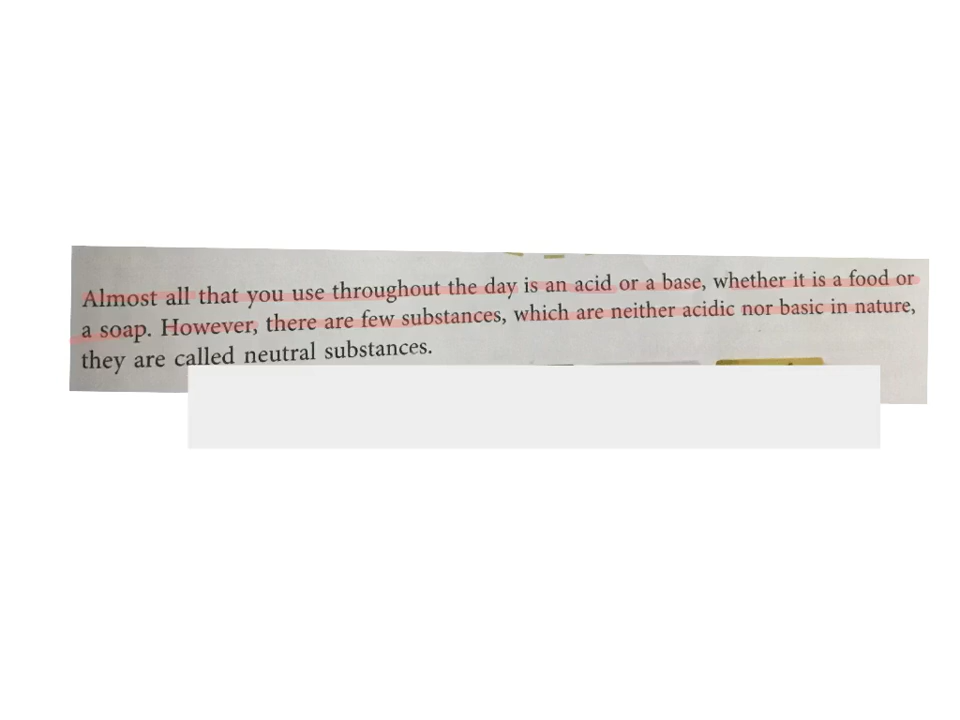 Almost all that you use throughout the day is an acid or a base, whether it is a food or
a soap. However, there are few substances, which are neither acidic nor basic in nature,
they are called neutral substances.